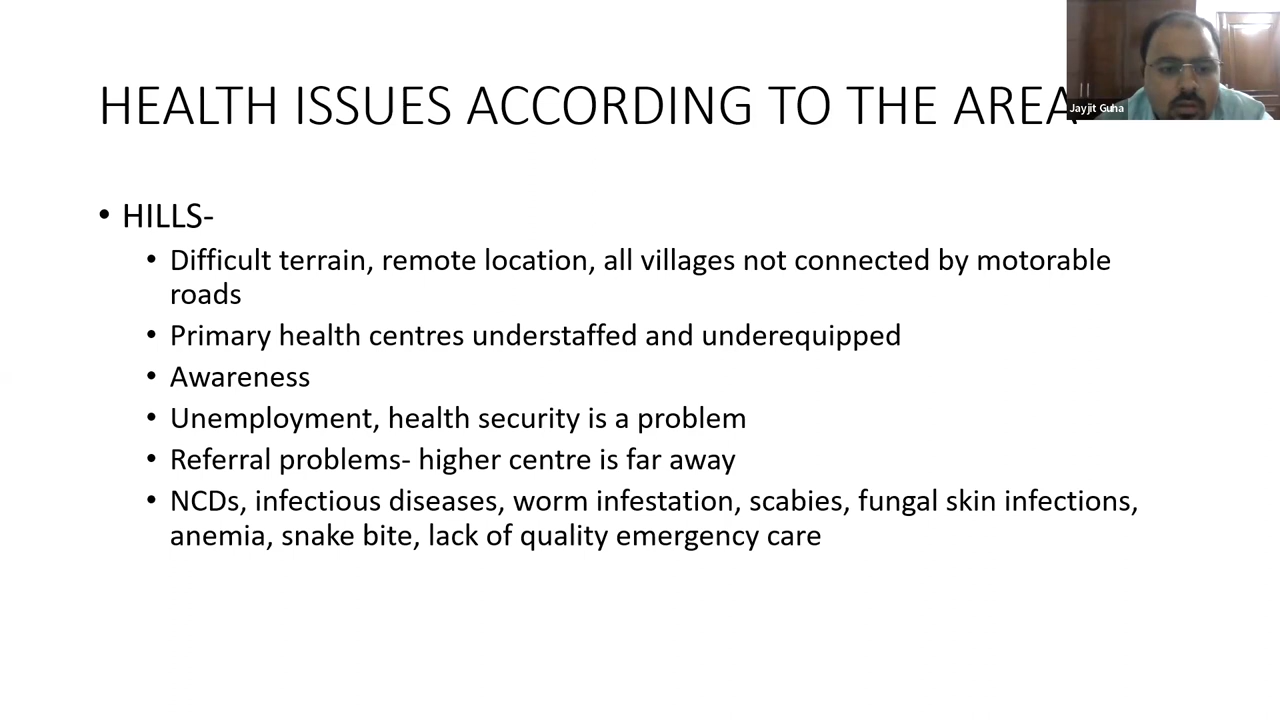 HEALTH ISSUES ACCORDING TO THE AREA
Jayjit Guha
• HILLS-
• Difficult terrain, remote location, all villages not connected by motorable
roads
• Primary health centres understaffed and underequipped
• Awareness
• Unemployment, health security is a problem
• Referral problems- higher centre is far away
• NCDs, infectious diseases, worm infestation, scabies, fungal skin infections,
anemia, snake bite, lack of quality emergency care